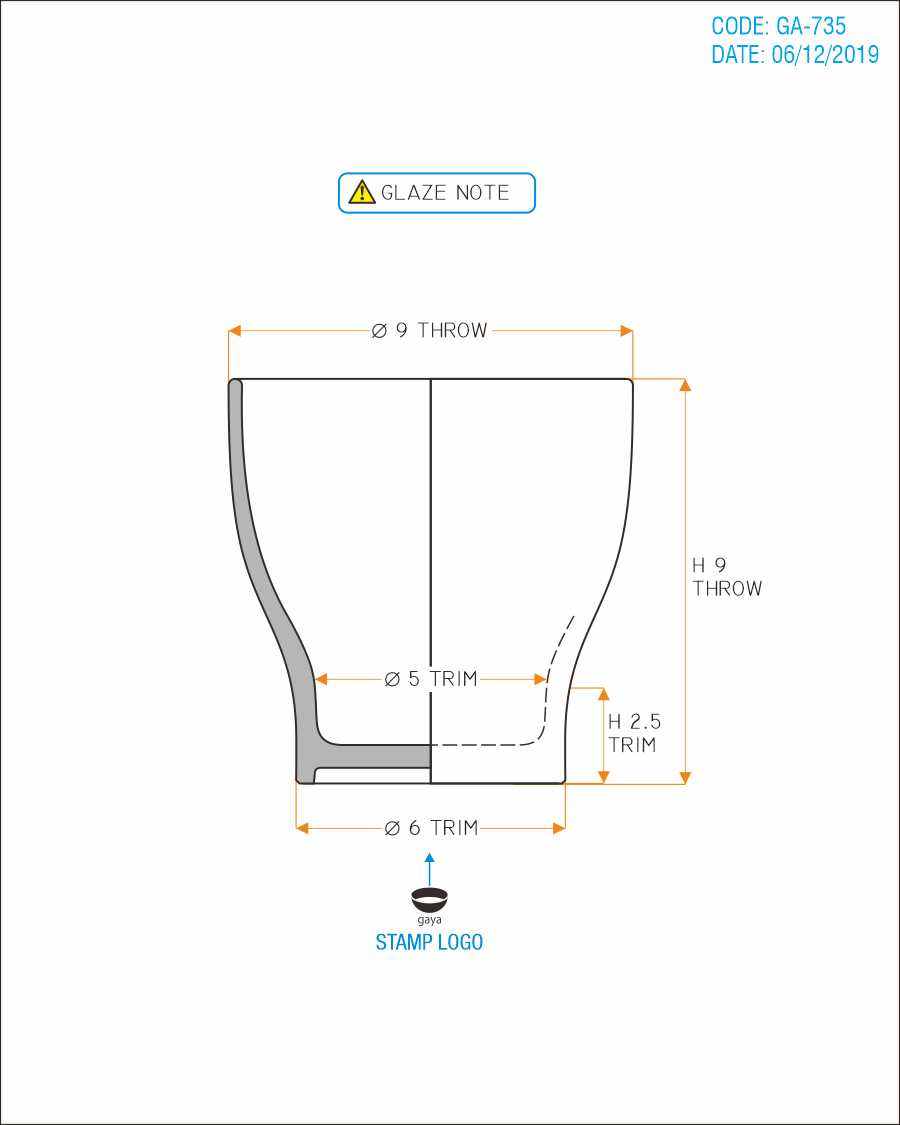 CODE: GA-735
DATE: 06/12/2019
GLAZE NOTE
Ø 9 THROW
H 9
THROW
Ø 5 TRIM
H 2.5
TRIM
Ø 6 TRIM
gaya
STAMP LOGO